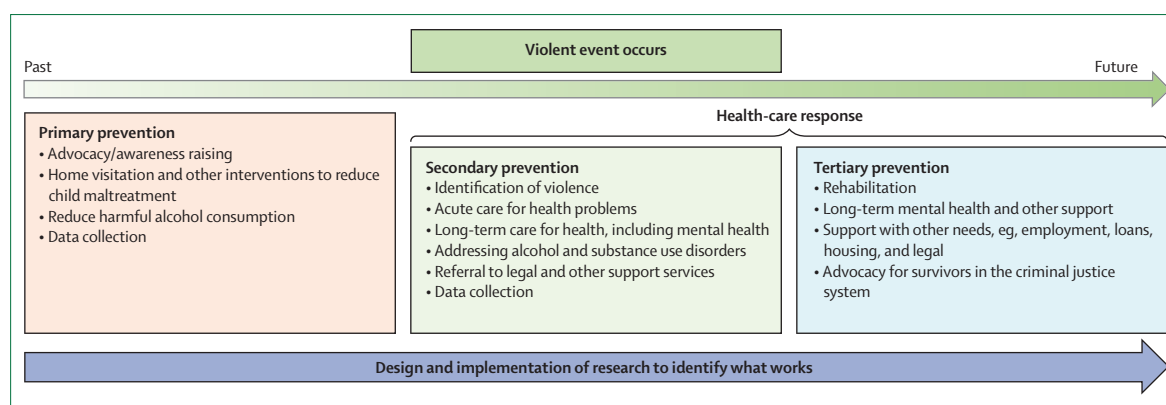 Violent event occurs
Past
Future
Health-care response
Primary prevention
• Advocacy/awareness raising
• Home visitation and other interventions to reduce
child maltreatment
• Reduce harmful alcohol consumption
• Data collection
Secondary prevention
• Identification of violence
• Acute care for health problems
• Long-term care for health, including mental health
• Addressing alcohol and substance use disorders
• Referral to legal and other support services
• Data collection
Tertiary prevention
• Rehabilitation
• Long-term mental health and other support
• Support with other needs, eg, employment, loans,
housing, and legal
• Advocacy for survivors in the criminal justice
system
Design and implementation of research to identify what works